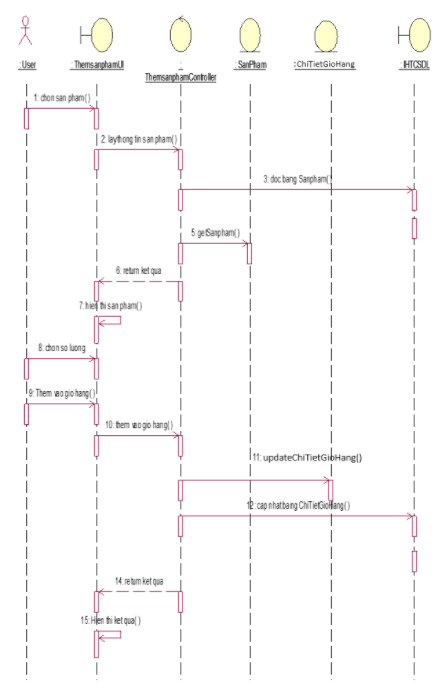 : User
: ThemsanphamUI
:
ThemsanphamController
: SanPham
:ChiTietGioHang
: IHTCSDL
1: chon san pham( )
2: laythong tin san pham( )
3: doc bang Sanpham( )
5: getSanpham( )
6: return ket qua
7: hien thi san pham( )
8: chon so luong
9: Them vao gio hang( )
10: them vao gio hang( )
11: updateChiTietGioHang()
12: cap nhat bang ChiTietGioHang( )
14: return ket qua
15: Hien thi ket qua( )